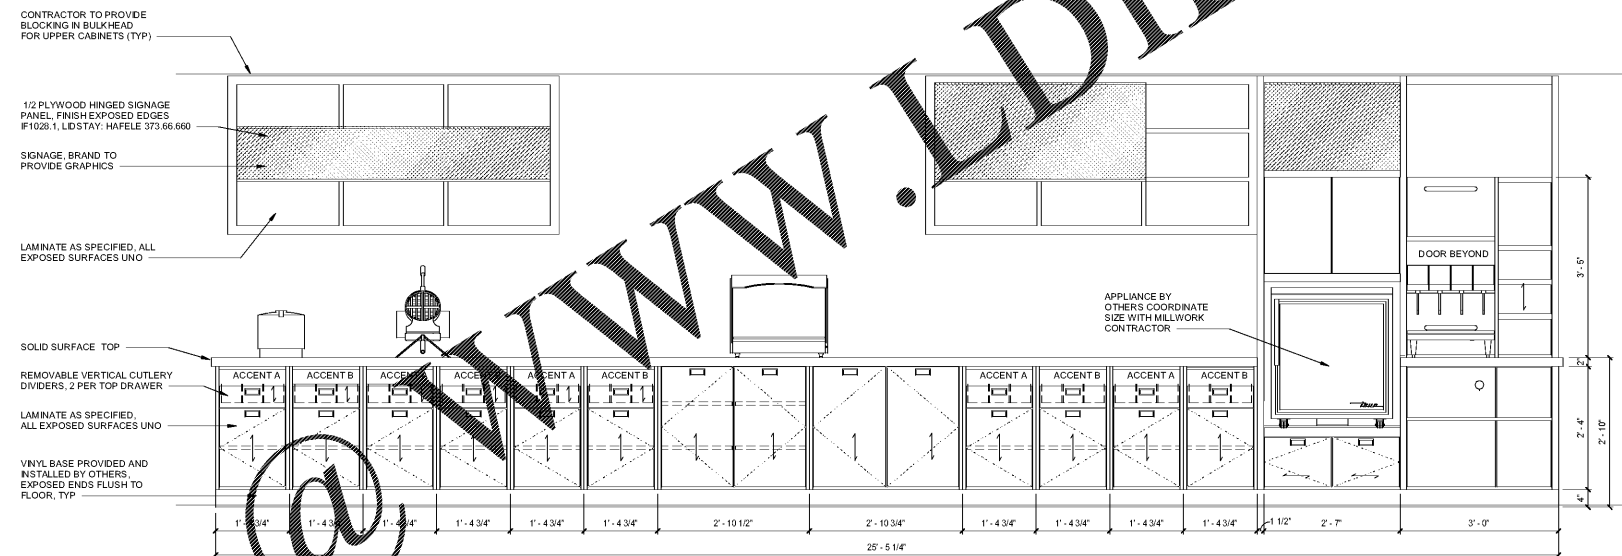 CONTRACTOR TO PROVIDE
BLOCKING IN BULKHEAD
FOR UPPER CABINETS (TYP)
1/2 PLYWOOD HINGED SIGNAGE
PANEL, FINISH EXPOSED EDGES
IF1028.1, LIDSTAY: HAFELE 373.66.660
SIGNAGE, BRAND TO
PROVIDE GRAPHICS
LAMINATE AS SPECIFIED, ALL
EXPOSED SURFACES UNO
SOLID SURFACE TOP
REMOVABLE VERTICAL CUTLERY
DIVIDERS, 2 PER TOP DRAWER
LAMINATE AS SPECIFIED,
ALL EXPOSED SURFACES UNO
VINYL BASE PROVIDED AND
INSTALLED BY OTHERS,
EXPOSED ENDS FLUSH TO
FLOOR, TYP
@ WWW.LDI
APPLIANCE BY
OTHERS COORDINATE
SIZE WITH MILLWORK
CONTRACTOR
DOOR BEYOND
ACCENT A
ACCENT B
ACCENT A
ACCENT B
ACCENT A
ACCENT B
ACCENT A
ACCENT B
3' - 5"
2"
2' - 4"
2' - 10"
4"
1' - 4 3/4"
1' - 4 3/4"
1' - 4 3/4"
1' - 4 3/4"
1' - 4 3/4"
2' - 10 1/2"
2' - 10 3/4"
1' - 4 3/4"
1' - 4 3/4"
1' - 4 3/4"
1' - 4 3/4"
1 1/2"
2' - 7"
3' - 0"
25' - 5 1/4"